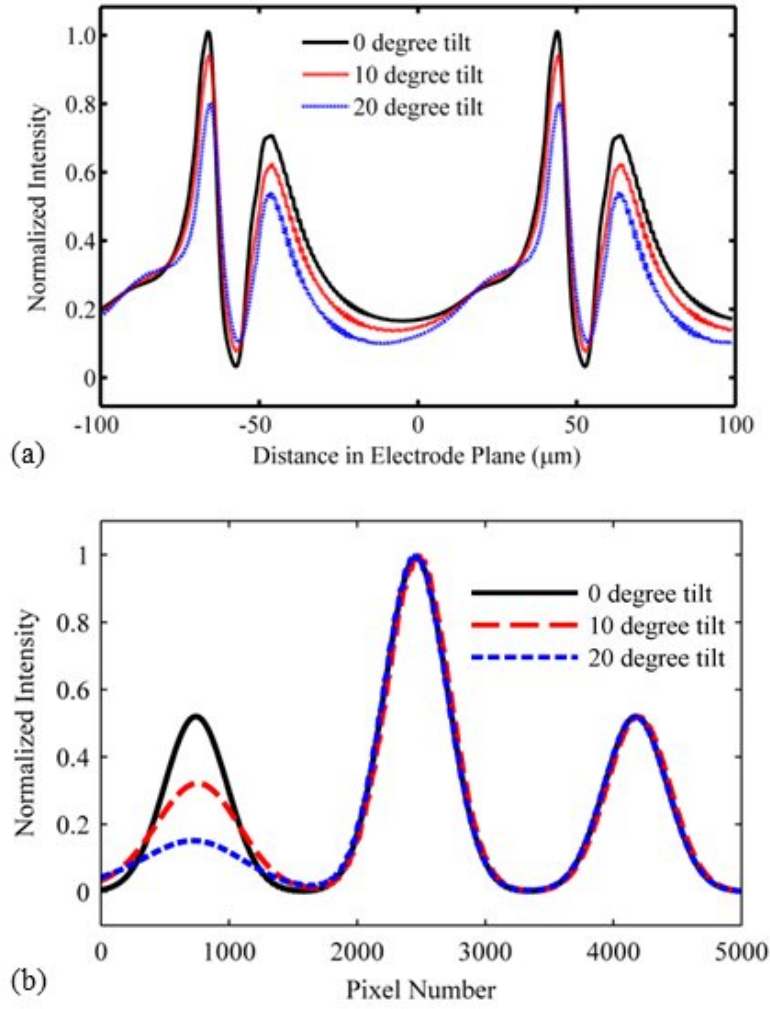 1.0
0.8
0.6
0.4
0.2
0
Normalized Intensity
0 degree tilt
10 degree tilt
20 degree tilt
-100
-50
0
50
100
Distance in Electrode Plane (μm)
(a)
1
0.8
0.6
0.4
0.2
0
Normalized Intensity
0 degree tilt
10 degree tilt
20 degree tilt
0
1000
2000
3000
4000
5000
Pixel Number
(b)